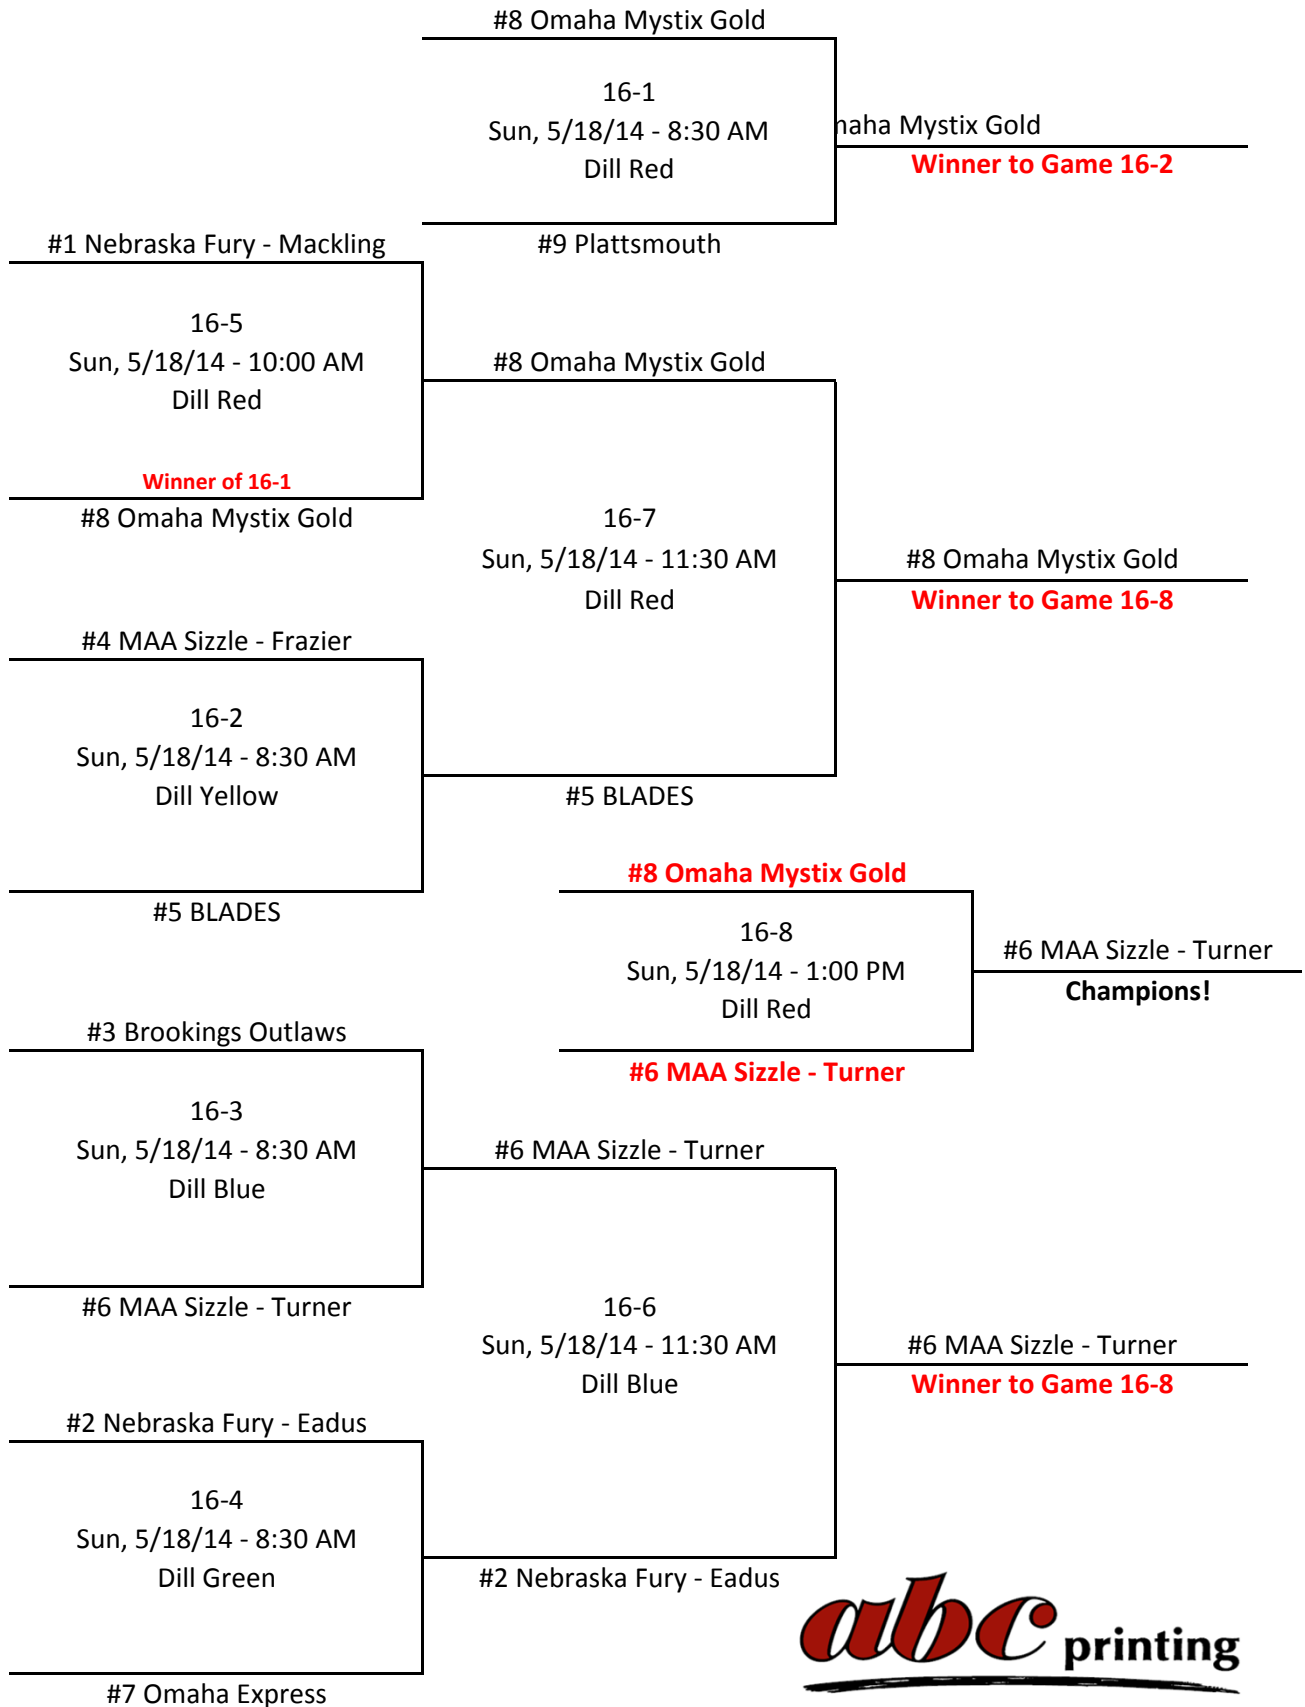 #8 Omaha Mystix Gold
16-1
Sun, 5/18/14 - 8:30 AM
Dill Red
Mystix Gold
Winner to Game 16-2
#9 Plattsmouth
#1 Nebraska Fury - Mackling
16-5
Sun, 5/18/14 - 10:00 AM
Dill Red
Winner of 16-1
#8 Omaha Mystix Gold
#8 Omaha Mystix Gold
16-7
Sun, 5/18/14 - 11:30 AM
Dill Red
#8 Omaha Mystix Gold
Winner to Game 16-8
#4 MAA Sizzle - Frazier
16-2
Sun, 5/18/14 - 8:30 AM
Dill Yellow
#5 BLADES
#5 BLADES
#8 Omaha Mystix Gold
16-8
Sun, 5/18/14 - 1:00 PM
Dill Red
#6 MAA Sizzle - Turner
#6 MAA Sizzle - Turner
Champions!
#3 Brookings Outlaws
16-3
Sun, 5/18/14 - 8:30 AM
Dill Blue
#6 MAA Sizzle - Turner
#6 MAA Sizzle - Turner
16-6
Sun, 5/18/14 - 11:30 AM
Dill Blue
#6 MAA Sizzle - Turner
Winner to Game 16-8
#2 Nebraska Fury - Eadus
16-4
Sun, 5/18/14 - 8:30 AM
Dill Green
#2 Nebraska Fury - Eadus
#7 Omaha Express
abc printing